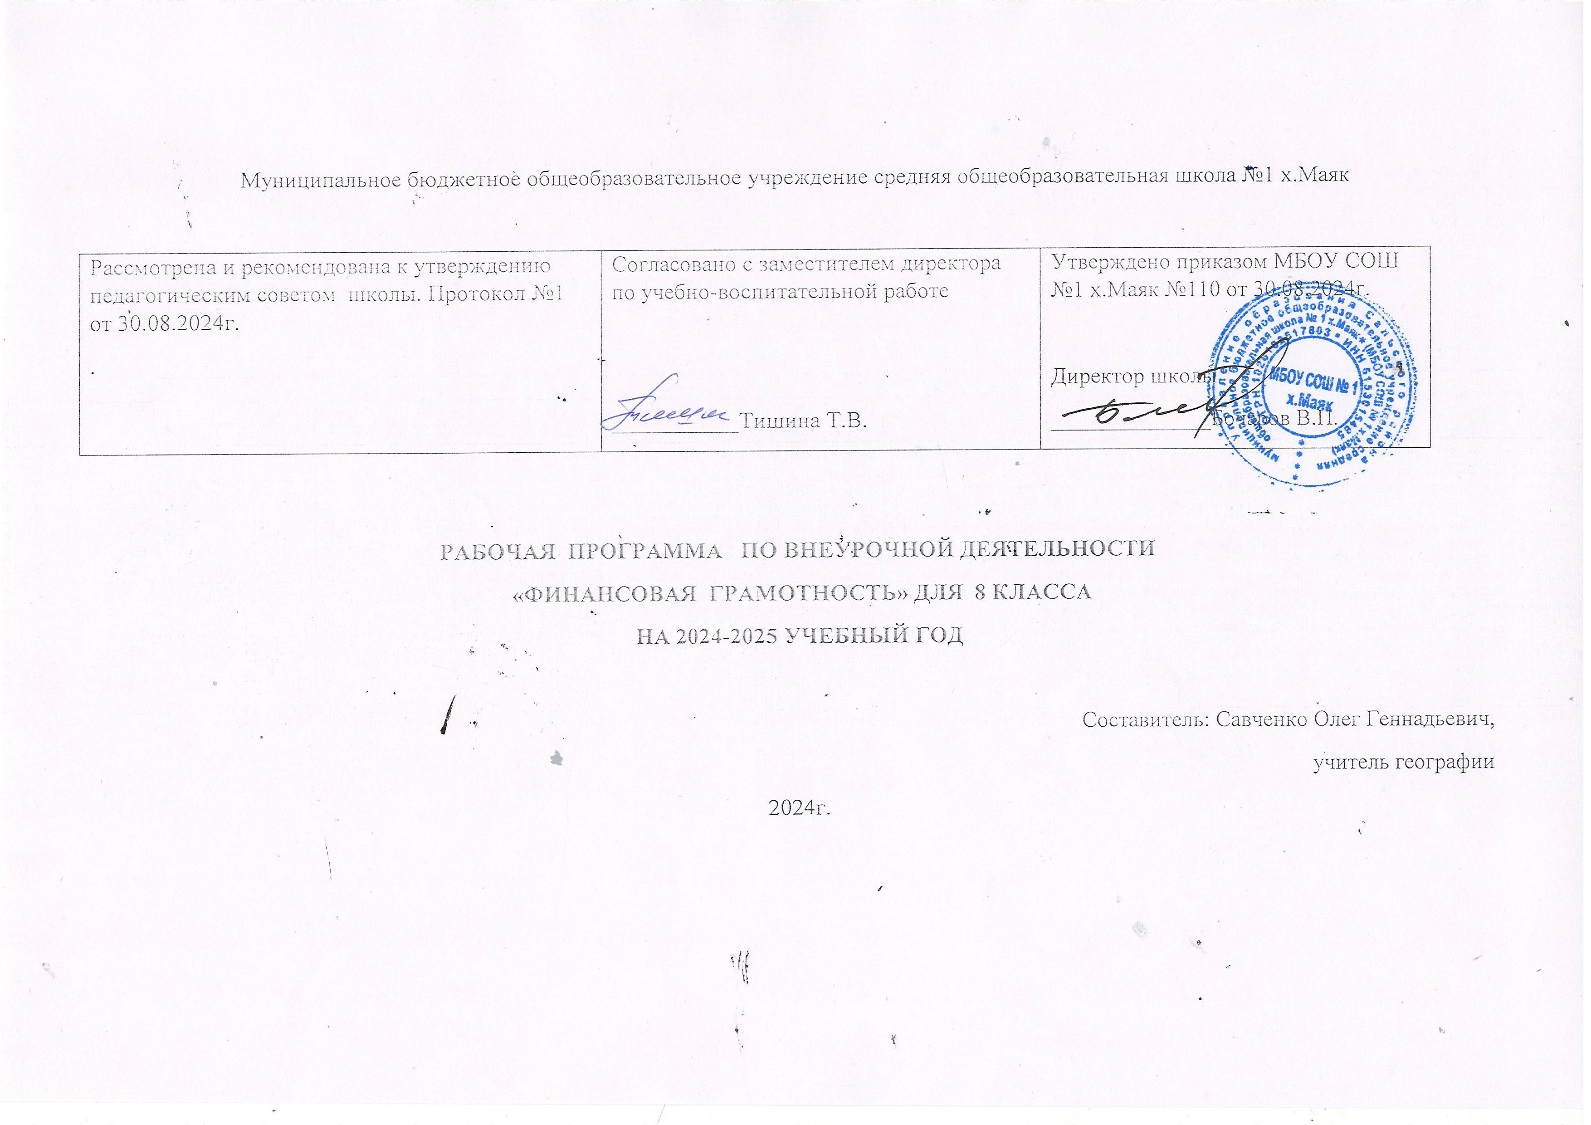 Муниципальное бюджетное общеобразовательное учреждение средняя общеобразовательная школа №1 х.Маяк
Рассмотрена и рекомендована к утверждению
педагогическим советом школы. Протокол №1
от 30.08.2024г.
Согласовано с заместителем директора
по учебно-воспитательной работе
Тишина Т.В.
Утверждено приказом МБОУ СОШ
№1 х.Маяк №110 от 30.08.2024г.
Директор школы
Бочаров В.П.
МБОУ СОШ № 1
х.Маяк
РАБОЧАЯ ПРОГРАММА ПО ВНЕУРОЧНОЙ ДЕЯТЕЛЬНОСТИ
«ФИНАНСОВАЯ ГРАМОТНОСТЬ» ДЛЯ 8 КЛАССА
НА 2024-2025 УЧЕБНЫЙ ГОД
Составитель: Савченко Олег Геннадьевич,
учитель географии
2024г.